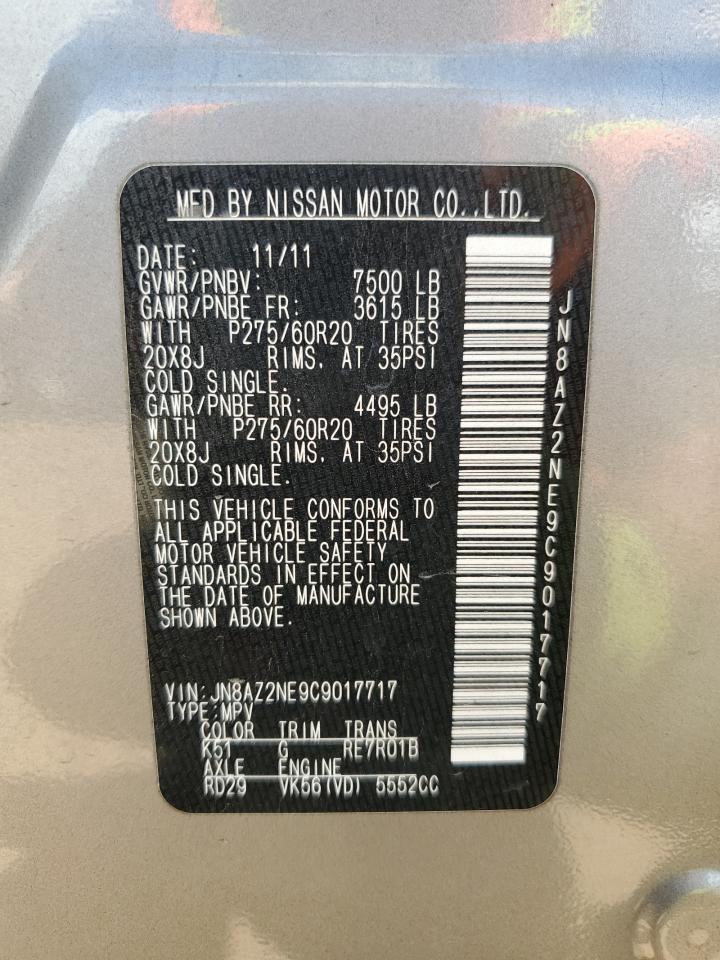 MFD BY NISSAN MOTOR CO.,LTD.
DATE: 11/11
GVWR/PNBV: 7500 LB
GAWR/PNBE FR: 3615 LB
WITH P275/60R20 TIRES
20X8J RIMS, AT 35PSI
COLD SINGLE.
GAWR/PNBE RR: 4495 LB
WITH P275/60R20 TIRES
20X8J RIMS, AT 35PSI
COLD SINGLE.
THIS VEHICLE CONFORMS TO
ALL APPLICABLE FEDERAL
MOTOR VEHICLE SAFETY
STANDARDS IN EFFECT ON
THE DATE OF MANUFACTURE
SHOWN ABOVE.
VIN:JN8AZ2NE9C9017717
TYPE:MPV
COLOR TRIM TRANS
K51 G RE7R01B
AXLE ENGINE
RD29 VK56(VD) 5552CC
JN8AZ2NE9C9017717